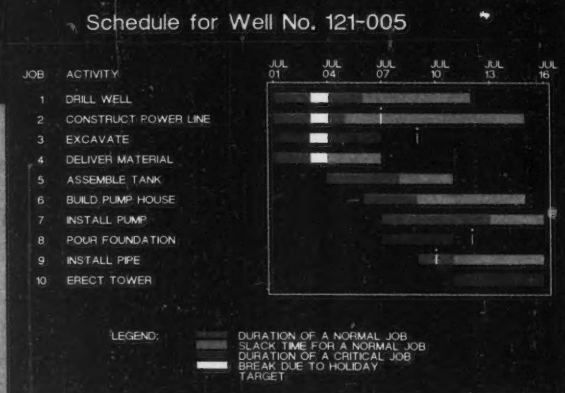 Schedule for Well No. 121-005
JUL JUL JUL JUL JUL JUL
JOB ACTIVITY 01 04 07 10 13 16
1 DRILL WELL
2 CONSTRUCT POWER LINE
3 EXCAVATE
4 DELIVER MATERIAL
5 ASSEMBLE TANK
6 BUILD PUMP HOUSE
7 INSTALL PUMP
8 POUR FOUNDATION
9 INSTALL PIPE
10 ERECT TOWER
LEGEND: DURATION OF A NORMAL JOB
SLACK TIME FOR A NORMAL JOB
DURATION OF A CRITICAL JOB
BREAK DUE TO HOLIDAY
TARGET